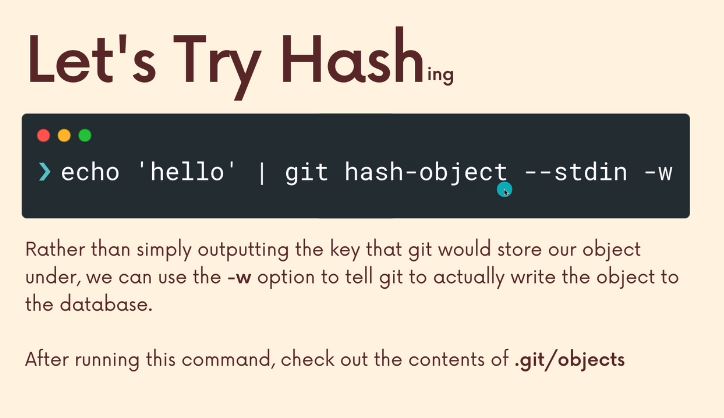 Let's Try Hashing
❯ echo 'hello' | git hash-object --stdin -w
Rather than simply outputting the key that git would store our object
under, we can use the -w option to tell git to actually write the object to
the database.
After running this command, check out the contents of .git/objects